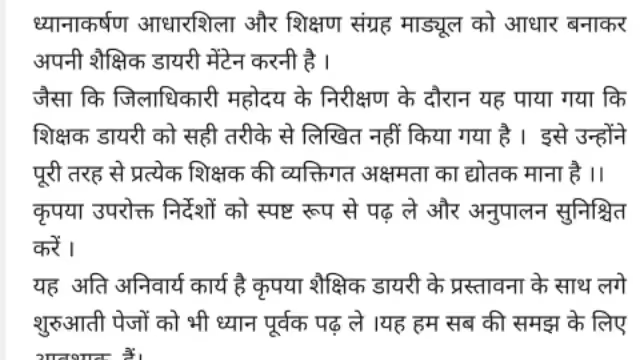 ध्यानाकर्षण आधारशिला और शिक्षण संग्रह माड्यूल को आधार बनाकर
अपनी शैक्षिक डायरी मेंटेन करनी है ।
जैसा कि जिलाधिकारी महोदय के निरीक्षण के दौरान यह पाया गया कि
शिक्षक डायरी को सही तरीके से लिखित नहीं किया गया है । इसे उन्होंने
पूरी तरह से प्रत्येक शिक्षक की व्यक्तिगत अक्षमता का द्योतक माना है ।।
कृपया उपरोक्त निर्देशों को स्पष्ट रूप से पढ़ ले और अनुपालन सुनिश्चित
करें ।
यह अति अनिवार्य कार्य है कृपया शैक्षिक डायरी के प्रस्तावना के साथ लगे
शुरुआती पेजों को भी ध्यान पूर्वक पढ़ ले ।यह हम सब की समझ के लिए
आवश्यक हैं।